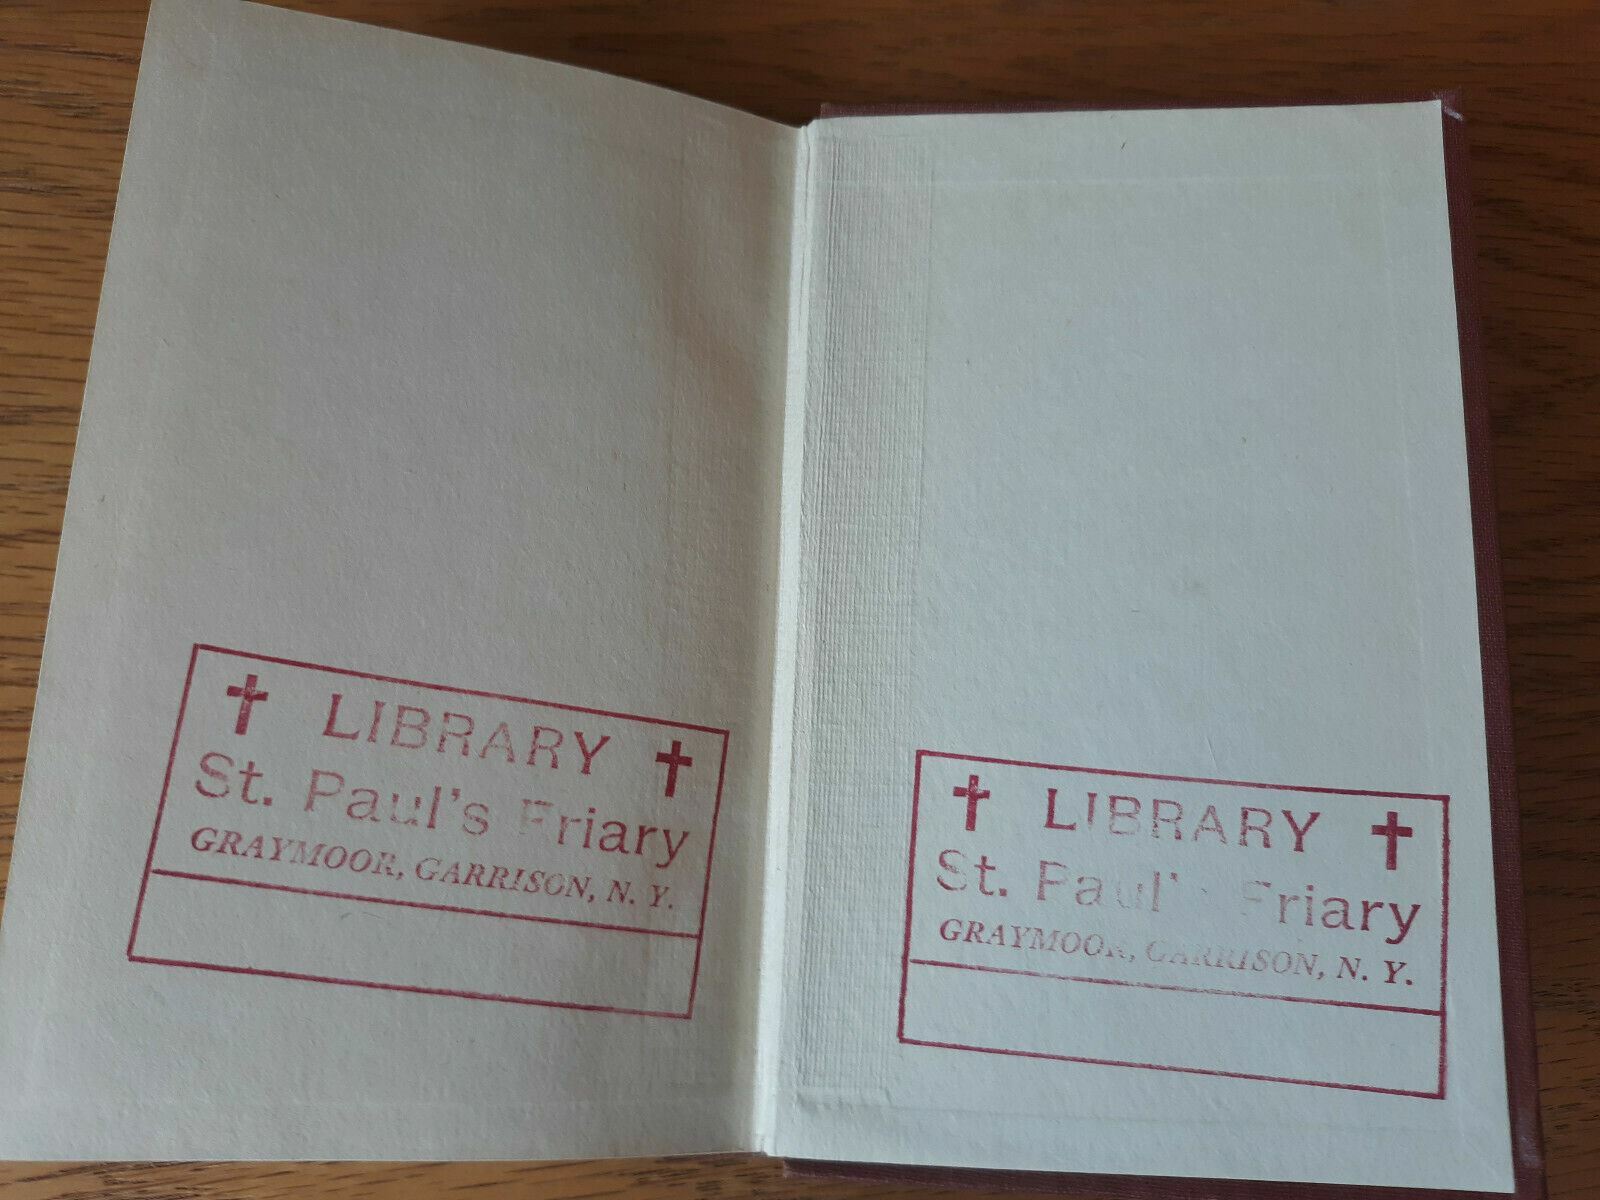 LIBRARY
St. Paul's Friary
GRAYMOOR, GARRISON, N. Y.
LIBRARY
St. Paul's Friary
GRAYMOOR, GARRISON, N. Y.